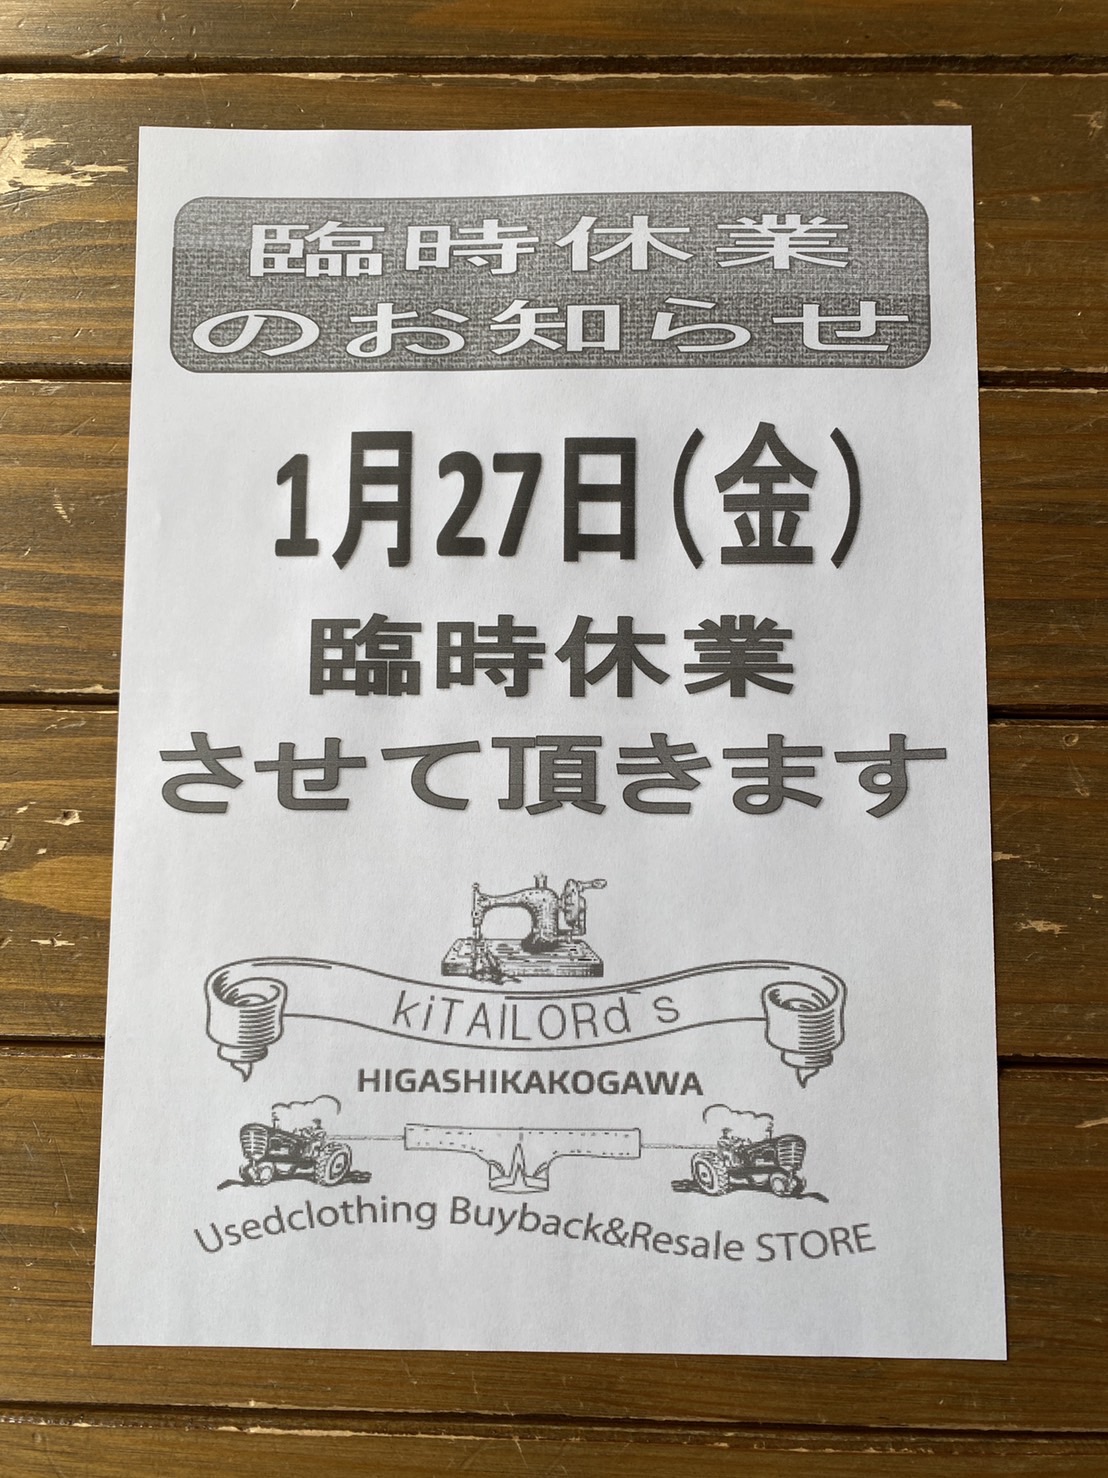 臨時休業
のお知らせ
1月27日(金)
臨時休業
させて頂きます
kiTAILORd`s
HIGASHIKAKOGAWA
Usedclothing Buyback&Resale STORE